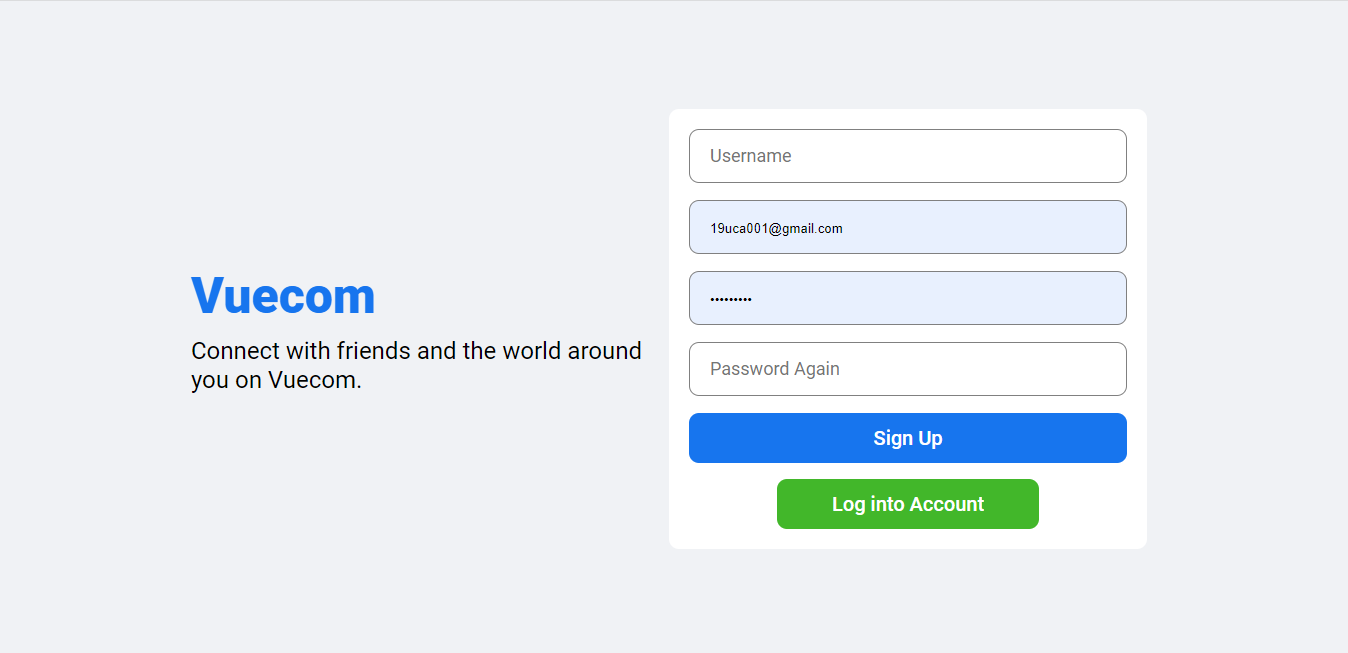 Vuecom
Connect with friends and the world around
you on Vuecom.
Username
19uca001@gmail.com
•••••••••
Password Again
Sign Up
Log into Account